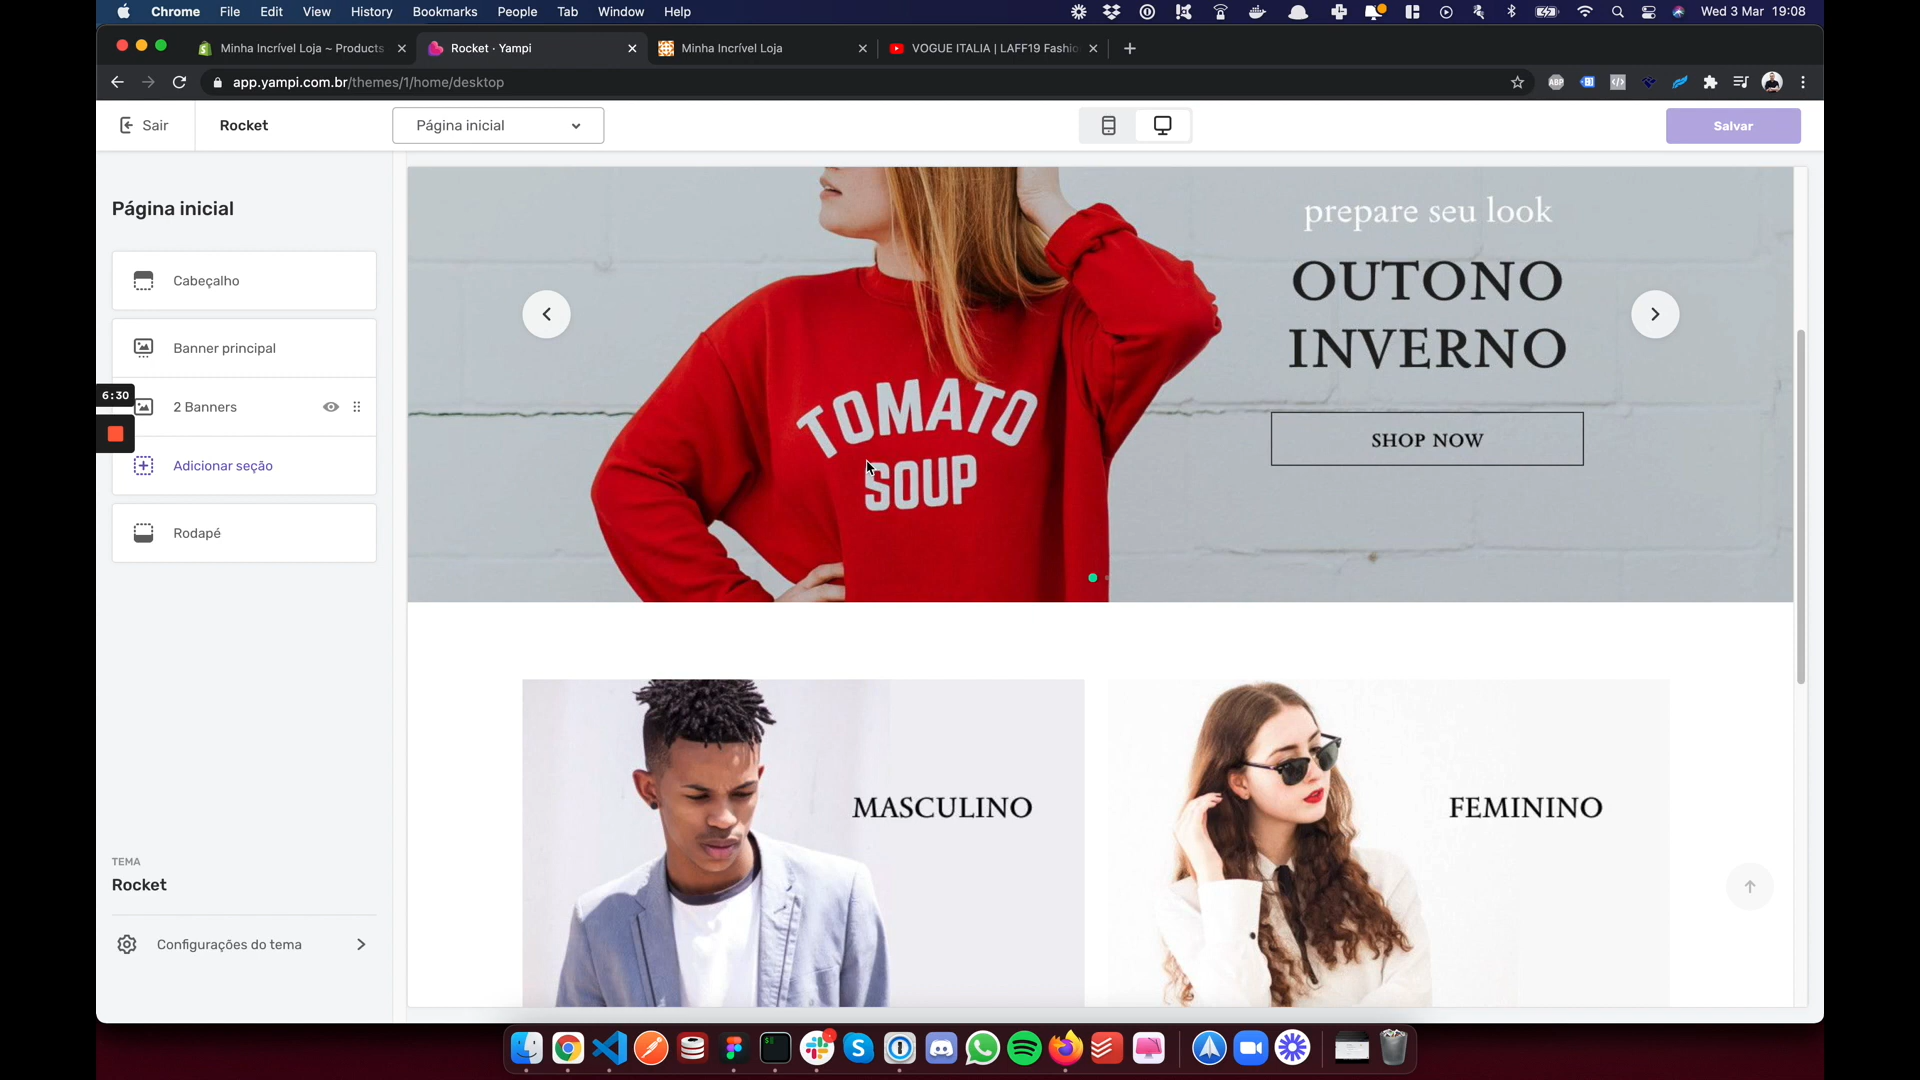 Chrome File Edit View History Bookmarks People Tab Window Help
Wed 3 Mar 19:08
Minha Incrível Loja ~ Products
Rocket · Yampi
Minha Incrível Loja
VOGUE ITALIA | LAFF19 Fashio
app.yampi.com.br/themes/1/home/desktop
ABP
Sair
Rocket
Página inicial
Salvar
Página inicial
Cabeçalho
Banner principal
6:30
2 Banners
Adicionar seção
Rodapé
TEMA
Rocket
Configurações do tema
prepare seu look
OUTONO
INVERNO
SHOP NOW
TOMATO
SOUP
MASCULINO
FEMININO